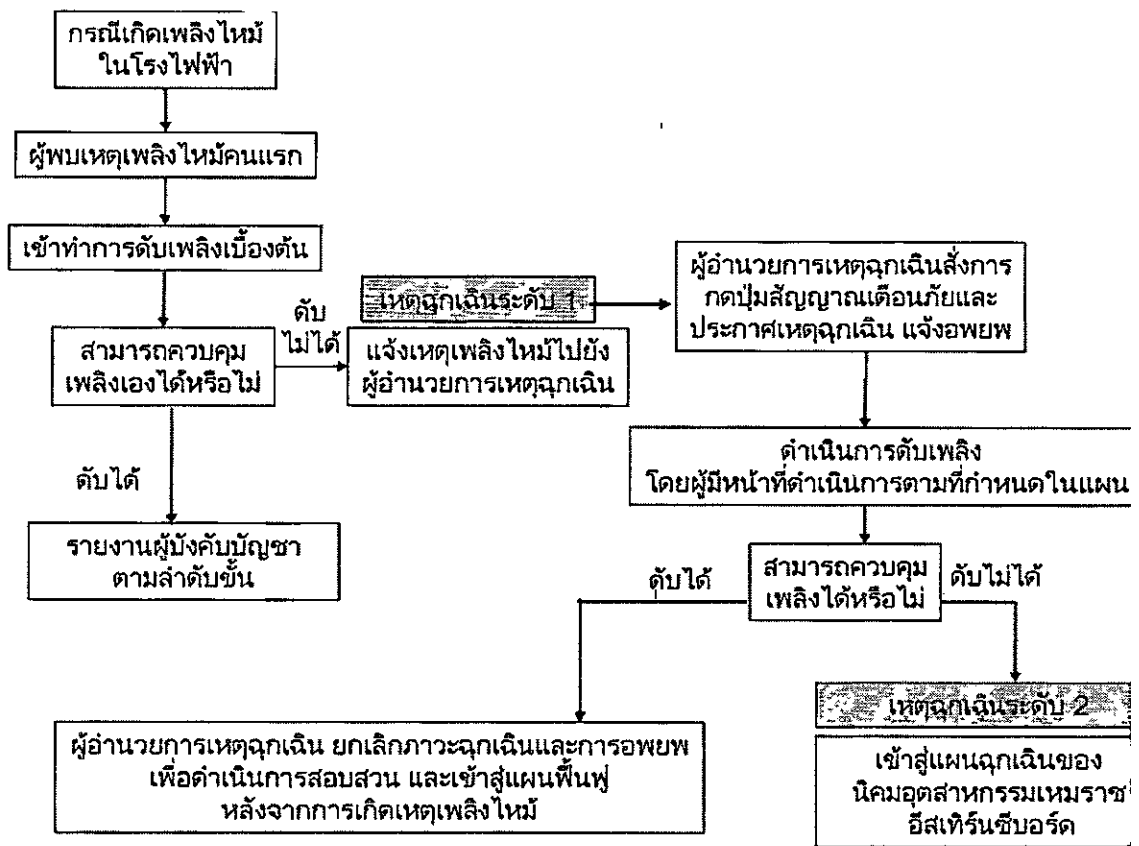 กรณีเกิดเพลิงไหม้
ในโรงไฟฟ้า
ผู้พบเหตุเพลิงไหม้คนแรก
เข้าทำการดับเพลิงเบื้องต้น
สามารถควบคุม
เพลิงเองได้หรือไม่
ดับ
ไม่ได้
เหตุฉุกเฉินระดับ 1
แจ้งเหตุเพลิงไหม้ไปยัง
ผู้อำนวยการเหตุฉุกเฉิน
ผู้อำนวยการเหตุฉุกเฉินสั่งการ
กดปุ่มสัญญาณเตือนภัยและ
ประกาศเหตุฉุกเฉิน แจ้งอพยพ
ดับได้
รายงานผู้บังคับบัญชา
ตามลำดับขั้น
ดำเนินการดับเพลิง
โดยผู้มีหน้าที่ดำเนินการตามที่กำหนดในแผน
สามารถควบคุม
เพลิงได้หรือไม่
ดับได้
ดับไม่ได้
ผู้อำนวยการเหตุฉุกเฉิน ยกเลิกภาวะฉุกเฉินและการอพยพ
เพื่อดำเนินการสอบสวน และเข้าสู่แผนฟื้นฟู
หลังจากการเกิดเหตุเพลิงไหม้
เหตุฉุกเฉินระดับ 2
เข้าสู่แผนฉุกเฉินของ
นิคมอุตสาหกรรมเหมราช
อีสเทิร์นซีบอร์ด